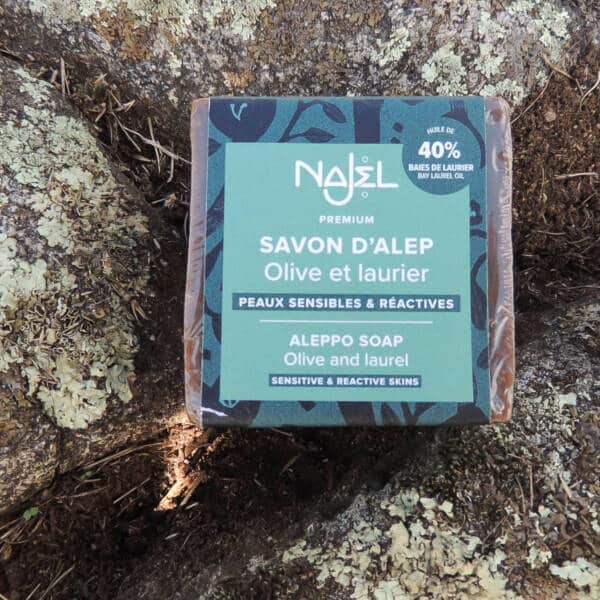 HUILE DE
40%
BAIES DE LAURIER
BAY LAUREL OIL
NAJEL
PREMIUM
SAVON D'ALEP
Olive et laurier
PEAUX SENSIBLES & RÉACTIVES
ALEPPO SOAP
Olive and laurel
SENSITIVE & REACTIVE SKINS